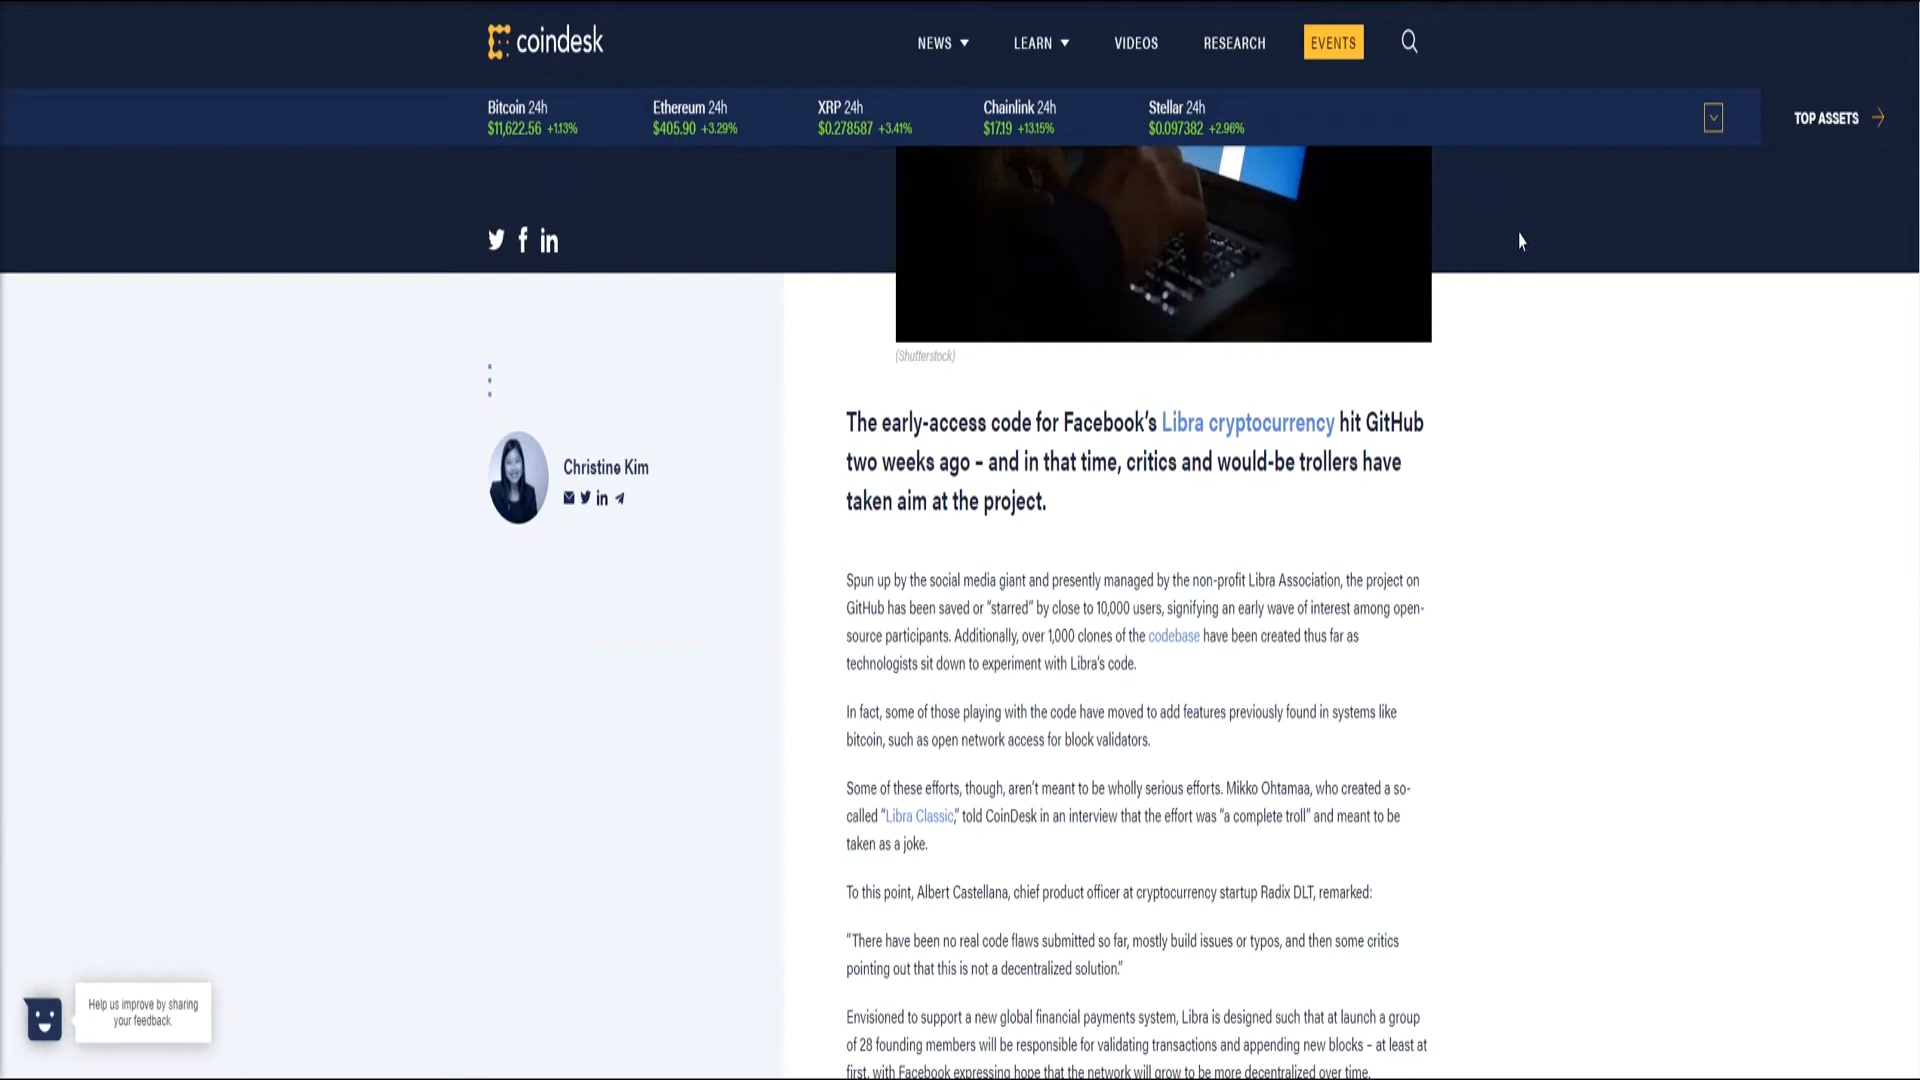 coindesk
NEWS LEARN VIDEOS RESEARCH EVENTS
Bitcoin 24h
$11,622.56 +1.13%
Ethereum 24h
$405.90 +3.29%
XRP 24h
$0.278587 +3.41%
Chainlink 24h
$17.19 +13.15%
Stellar 24h
$0.097382 +2.96%
TOP ASSETS
(Shutterstock)
Christine Kim
The early-access code for Facebook’s Libra cryptocurrency hit GitHub
two weeks ago – and in that time, critics and would-be trollers have
taken aim at the project.
Spun up by the social media giant and presently managed by the non-profit Libra Association, the project on
GitHub has been saved or “starred” by close to 10,000 users, signifying an early wave of interest among open-
source participants. Additionally, over 1,000 clones of the codebase have been created thus far as
technologists sit down to experiment with Libra’s code.
In fact, some of those playing with the code have moved to add features previously found in systems like
bitcoin, such as open network access for block validators.
Some of these efforts, though, aren’t meant to be wholly serious efforts. Mikko Ohtamaa, who created a so-
called “Libra Classic,” told CoinDesk in an interview that the effort was “a complete troll” and meant to be
taken as a joke.
To this point, Albert Castellana, chief product officer at cryptocurrency startup Radix DLT, remarked:
“There have been no real code flaws submitted so far, mostly build issues or typos, and then some critics
pointing out that this is not a decentralized solution.”
Envisioned to support a new global financial payments system, Libra is designed such that at launch a group
of 28 founding members will be responsible for validating transactions and appending new blocks – at least at
first, with Facebook expressing hope that the network will grow to be more decentralized over time.
Help us improve by sharing
your feedback.